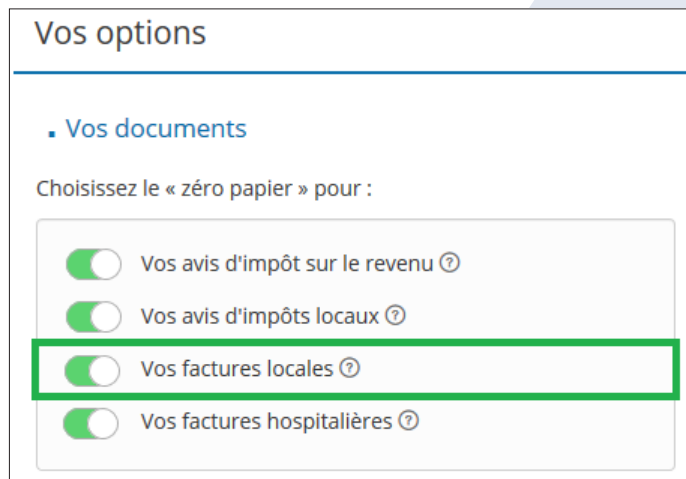 Vos options
Vos documents
Choisissez le « zéro papier » pour :
Vos avis d'impôt sur le revenu ?
Vos avis d'impôts locaux ?
Vos factures locales ?
Vos factures hospitalières ?